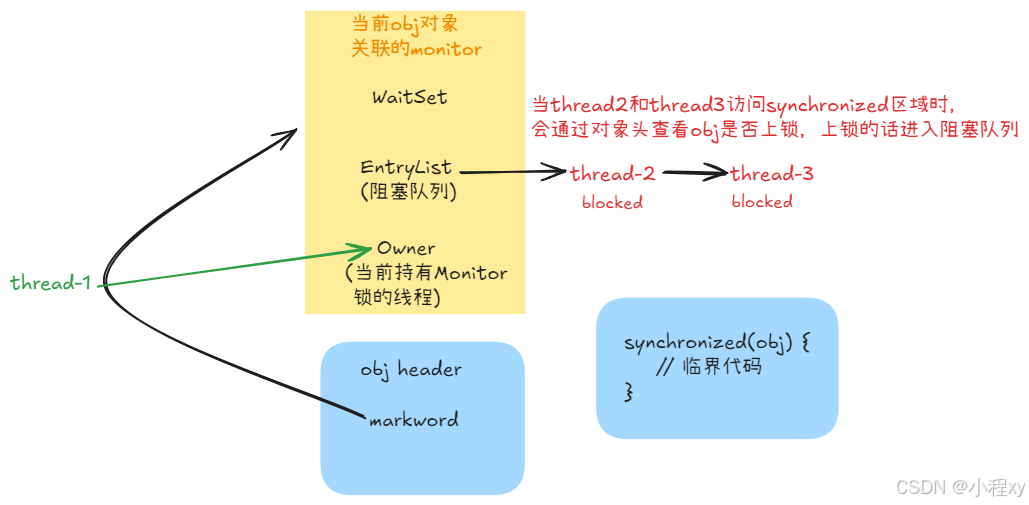 当前obj对象
关联的monitor
WaitSet
当thread2和thread3访问synchronized区域时，
会通过对象头查看obj是否上锁，上锁的话进入阻塞队列
EntryList
(阻塞队列)
thread-2
blocked
thread-3
blocked
Owner
(当前持有Monitor
锁的线程)
thread-1
obj header
markword
synchronized(obj) {
// 临界代码
}
CSDN @小程xy